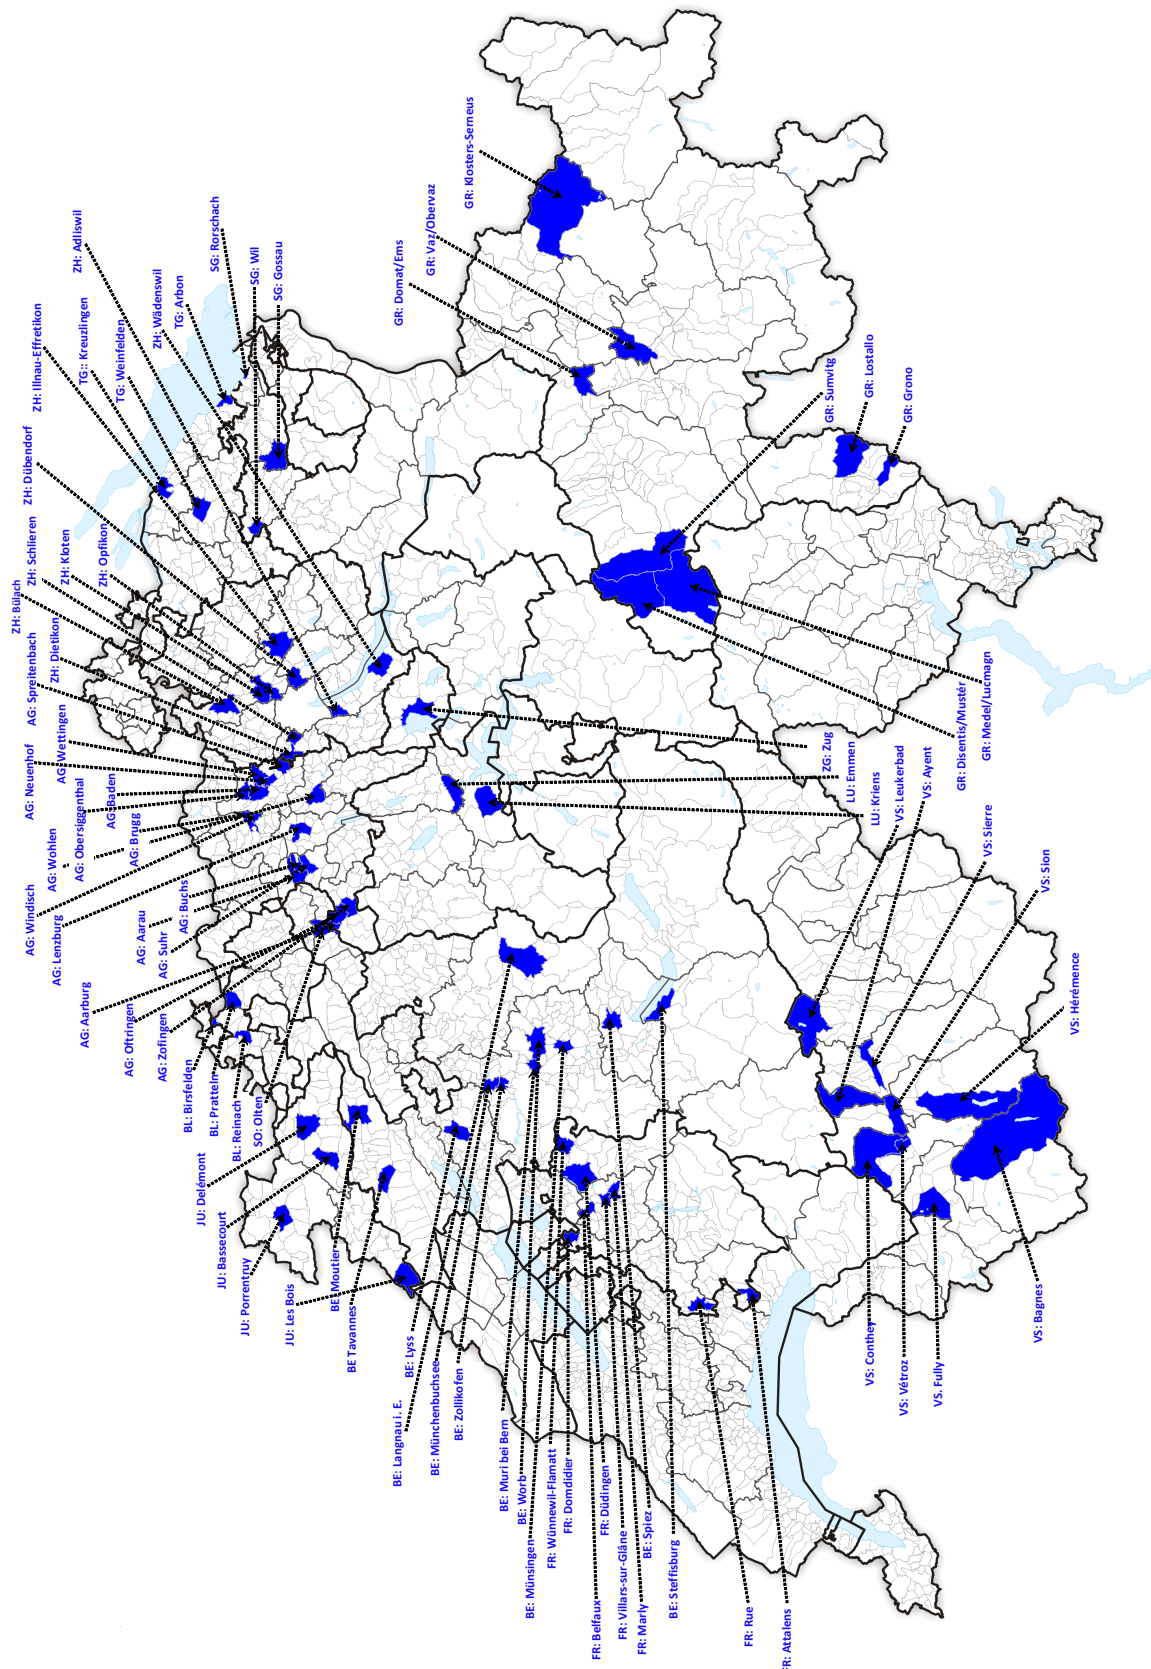 ZH: Illnau-Effretikon
TG:: Kreuzlingen
TG: Weinfelden
ZH: Adliswil
ZH: Wädenswil
TG: Arbon
SG: Rorschach
SG: Wil
SG: Gossau
GR: Klosters-Serneus
GR: Vaz/Obervaz
GR: Domat/Ems
ZH: Dübendorf
ZH: Opfikon
ZH: Kloten
ZH: Schlieren
ZH: Bülach
ZH: Dietikon
AG: Spreitenbach
AG: Wettingen
AG: Neuenhof
AG: Baden
AG: Obersiggenthal
AG: Wohlen
AG: Brugg
AG: Windisch
AG: Lenzburg
AG: Buchs
AG: Aarau
AG: Suhr
AG: Aarburg
AG: Oftringen
AG: Zofingen
BL: Birsfelden
BL: Pratteln
BL: Reinach
SO: Olten
JU: Delémont
JU: Bassecourt
JU: Porrentruy
JU: Les Bois
BE: Moutier
BE Tavannes
BE: Lyss
BE: Langnau i. E.
BE: Münchenbuchsee
BE: Zollikofen
BE: Muri bei Bern
BE: Worb
BE: Münsingen
FR: Wünnewil-Flamatt
FR: Domdidier
FR: Belfaux
FR: Düdingen
FR: Villars-sur-Glâne
FR: Marly
BE: Spiez
BE: Steffisburg
FR: Rue
FR: Attalens
GR: Sumvitg
GR: Lostallo
GR: Grono
GR: Disentis/Mustér
GR: Medel/Lucmagn
ZG: Zug
LU: Emmen
LU: Kriens
VS: Leukerbad
VS: Ayent
VS: Sierre
VS: Sion
VS: Hérémence
VS: Bagnes
VS. Fully
VS: Vétroz
VS: Conthey